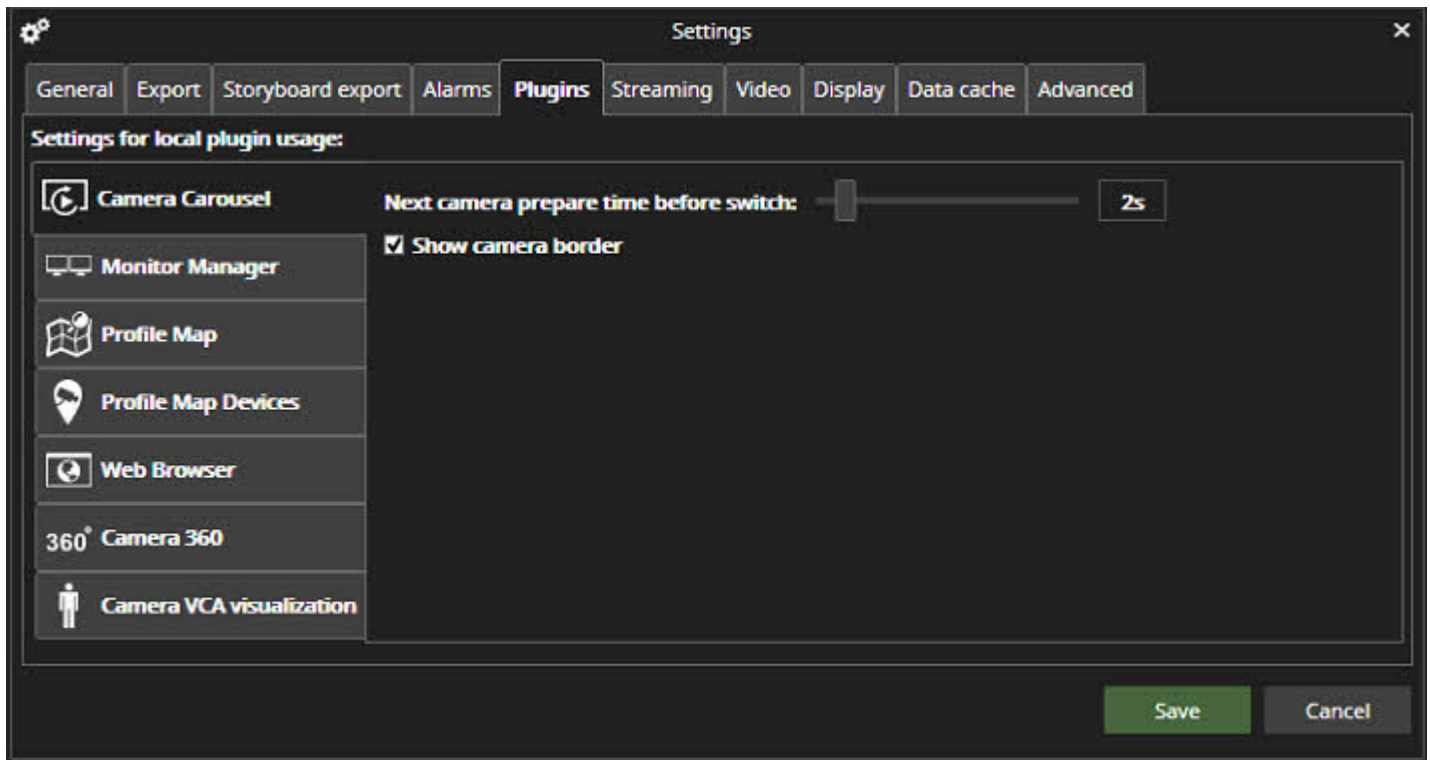 Settings
General Export Storyboard export Alarms Plugins Streaming Video Display Data cache Advanced
Settings for local plugin usage:
Camera Carousel
Next camera prepare time before switch: 2s
Show camera border
Monitor Manager
Profile Map
Profile Map Devices
Web Browser
360° Camera 360
Camera VCA visualization
Save Cancel